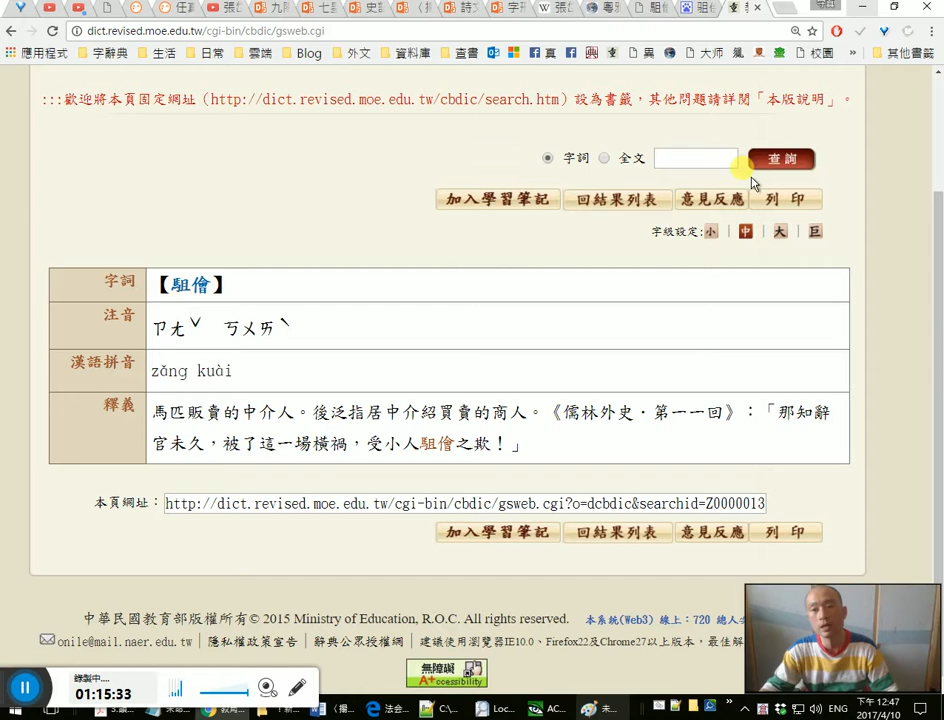 dict.revised.moe.edu.tw/cgi-bin/cbdic/gsweb.cgi
應用程式 字辭典 生活 日常 雲端 Blog 外文 資料庫 查書 真 真 興 異 大師 校園 » 其他書籤
:::歡迎將本頁固定網址（http://dict.revised.moe.edu.tw/cbdic/search.htm）設為書籤，其他問題請詳閱「本版說明」。
字詞 全文 查詢
加入學習筆記 回結果列表 意見反應 列印
字級設定: 小 | 中 | 大 | 巨
字詞 【駔儈】
注音 ㄗㄤˇ ㄎㄨㄞˋ
漢語拼音 zǎng kuài
釋義 馬匹販賣的中介人。後泛指居中介紹買賣的商人。《儒林外史．第一一回》：「那知辭
官未久，被了這一場橫禍，受小人駔儈之欺！」
本頁網址： http://dict.revised.moe.edu.tw/cgi-bin/cbdic/gsweb.cgi?o=dcbdic&searchid=Z0000013
加入學習筆記 回結果列表 意見反應 列印
中華民國教育部版權所有© 2015 Ministry of Education, R.O.C. All rights reserved. 本系統(Web3) 線上：720 人
onile@mail.naer.edu.tw | 隱私權政策宣告 | 辭典公眾授權網 | 建議使用瀏覽器IE10.0、Firefox22及Chrome27以上版本，最佳解
無障礙
A+ccessibility
錄製中....
01:15:33
法會 C:\... Loc... AC... 未... ENG
下午 12:47
2017/4/10